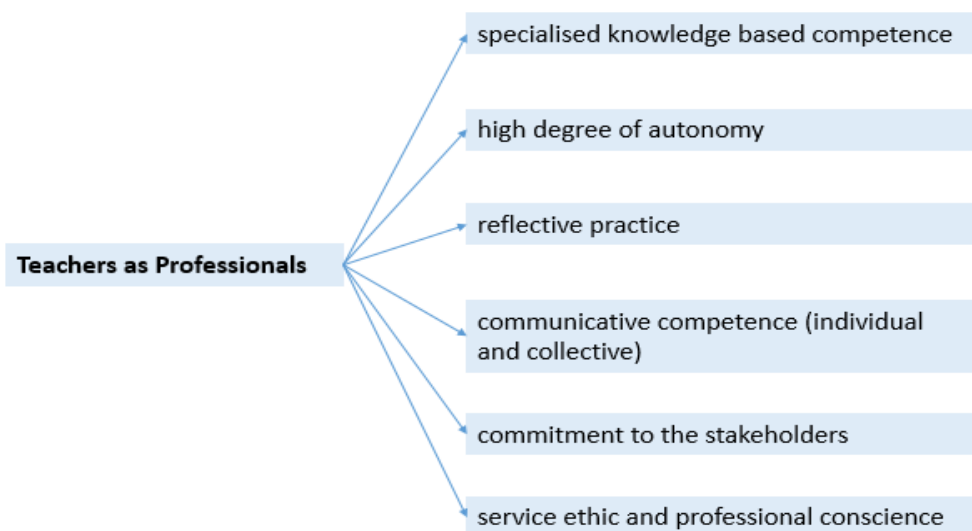 specialised knowledge based competence
high degree of autonomy
reflective practice
Teachers as Professionals
communicative competence (individual
and collective)
commitment to the stakeholders
service ethic and professional conscience